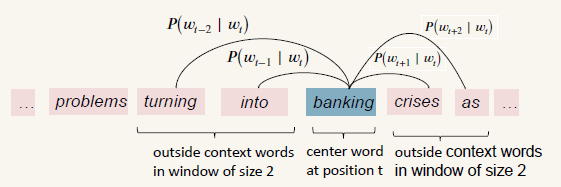 P(w_{t-2} | w_t)
P(w_{t-1} | w_t)
P(w_{t+2} | w_t)
P(w_{t+1} | w_t)
... problems turning into banking crises as ...
outside context words
in window of size 2
center word
at position t
outside context words
in window of size 2